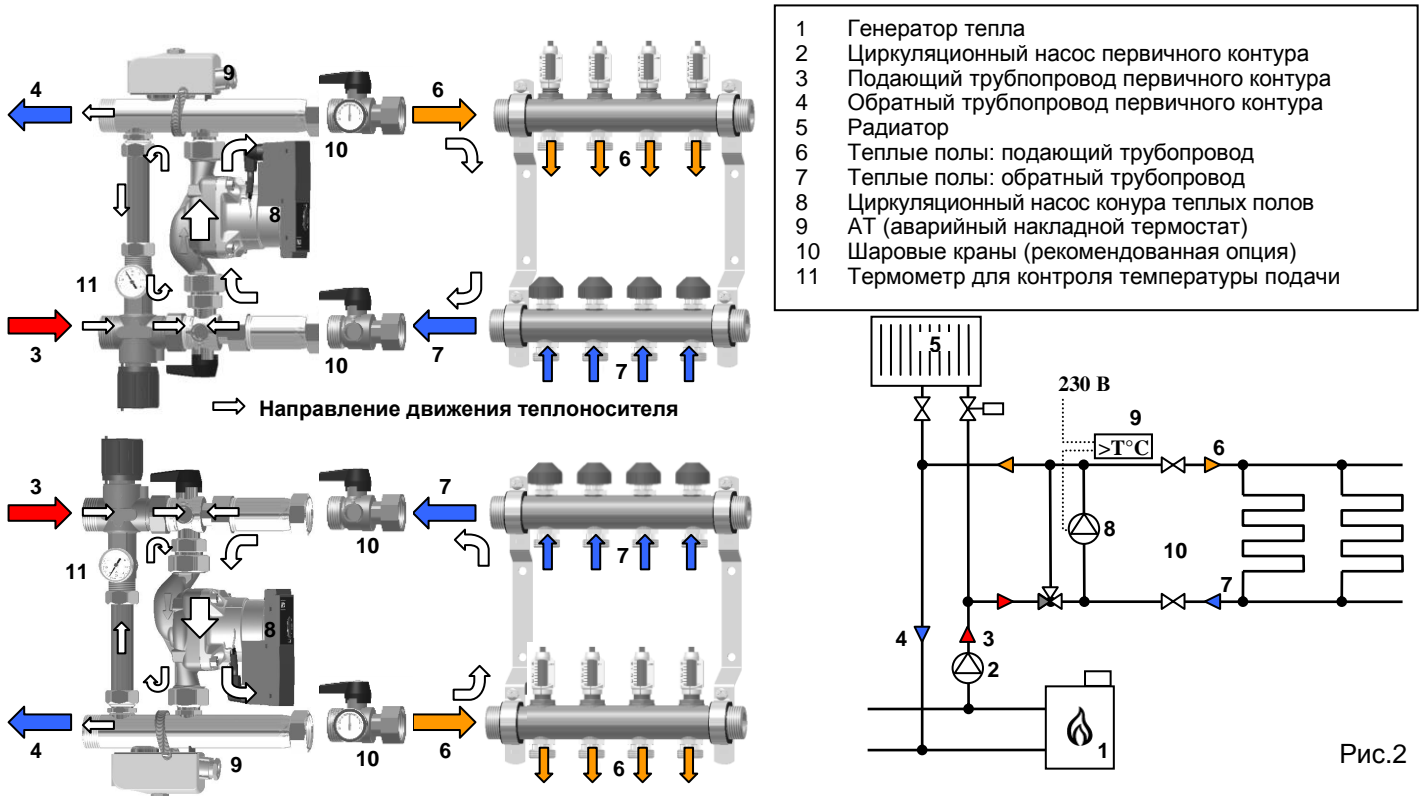 1 Генератор тепла
2 Циркуляционный насос первичного контура
3 Подающий трубпопровод первичного контура
4 Обратный трубпопровод первичного контура
5 Радиатор
6 Теплые полы: подающий трубопровод
7 Теплые полы: обратный трубопровод
8 Циркуляционный насос конура теплых полов
9 АТ (аварийный накладной термостат)
10 Шаровые краны (рекомендованная опция)
11 Термометр для контроля температуры подачи
9
4
6
10
6
8
11
3
10
7
7
Направление движения теплоносителя
3
7
10
7
11
8
4
9
10
6
6
5
230 В
9
>T°C
6
8
10
7
4
3
2
1
Рис.2